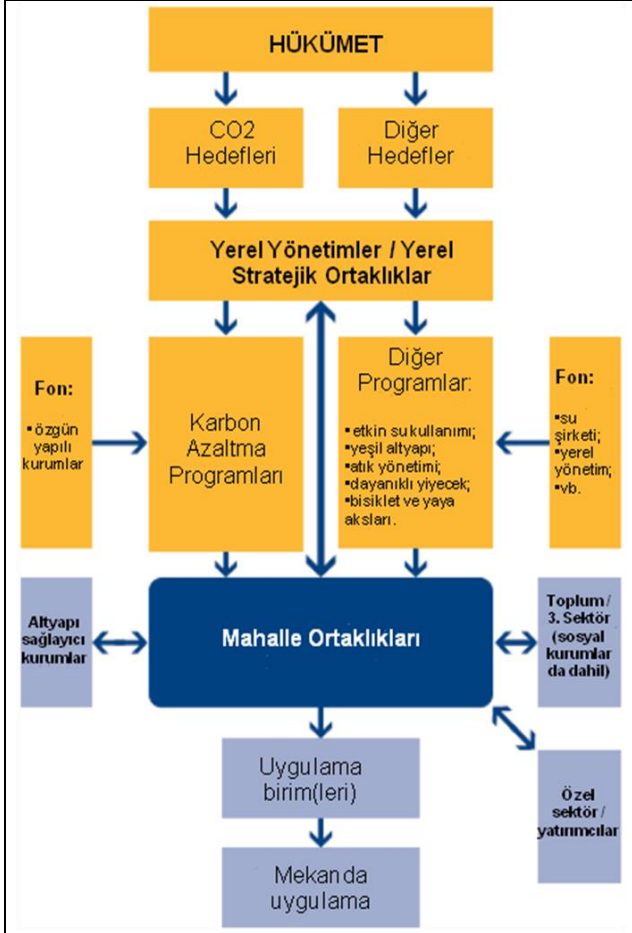 HÜKÜMET
CO2
Hedefleri
Diğer
Hedefler
Yerel Yönetimler / Yerel
Stratejik Ortaklıklar
Fon:
▪özgün
yapılı
kurumlar
Karbon
Azaltma
Programları
Diğer
Programlar:
▪etkin su kullanımı;
▪yeşil altyapı;
▪atık yönetimi;
▪dayanıklı yiyecek;
▪bisiklet ve yaya
aksları.
Fon:
▪su
şirketi;
▪yerel
yönetim;
▪vb.
Altyapı
sağlayıcı
kurumlar
Mahalle Ortaklıkları
Toplum /
3. Sektör
(sosyal
kurumlar
da dahil)
Uygulama
birim(leri)
Özel
sektör /
yatırımcılar
Mekanda
uygulama